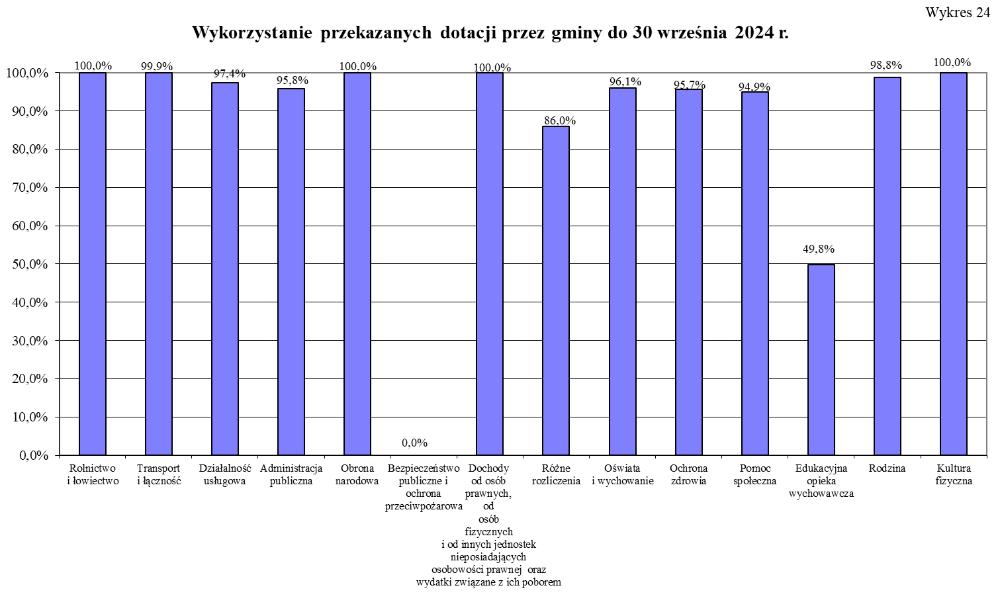 Wykres 24
Wykorzystanie przekazanych dotacji przez gminy do 30 września 2024 r.
100,0%
90,0%
80,0%
70,0%
60,0%
50,0%
40,0%
30,0%
20,0%
10,0%
0,0%
100,0%
99,9%
97,4%
95,8%
100,0%
0,0%
100,0%
86,0%
96,1%
95,7%
94,9%
49,8%
98,8%
100,0%
Rolnictwo
i łowiectwo
Transport
i łączność
Działalność
usługowa
Administracja
publiczna
Obrona
narodowa
Bezpieczeństwo
publiczne i
ochrona
przeciwpożarowa
Dochody
od osób
prawnych,
od
osób
fizycznych
i od innych jednostek
nieposiadających
osobowości prawnej oraz
wydatki związane z ich poborem
Różne
rozliczenia
Oświata
i wychowanie
Ochrona
zdrowia
Pomoc
społeczna
Edukacyjna
opieka
wychowawcza
Rodzina
Kultura
fizyczna